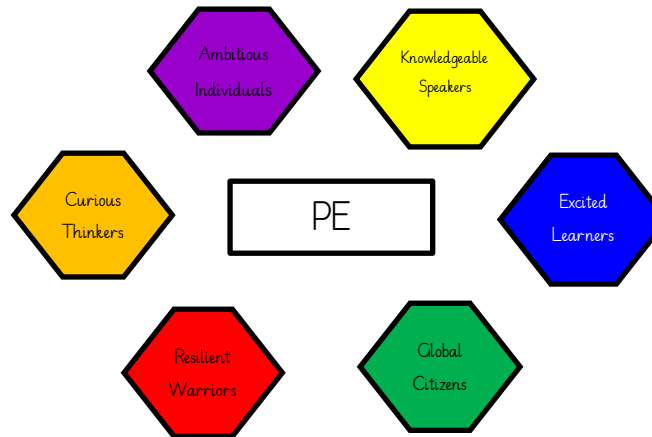 Ambitious
Individuals
Knowledgeable
Speakers
Curious
Thinkers
PE
Excited
Learners
Resilient
Warriors
Global
Citizens